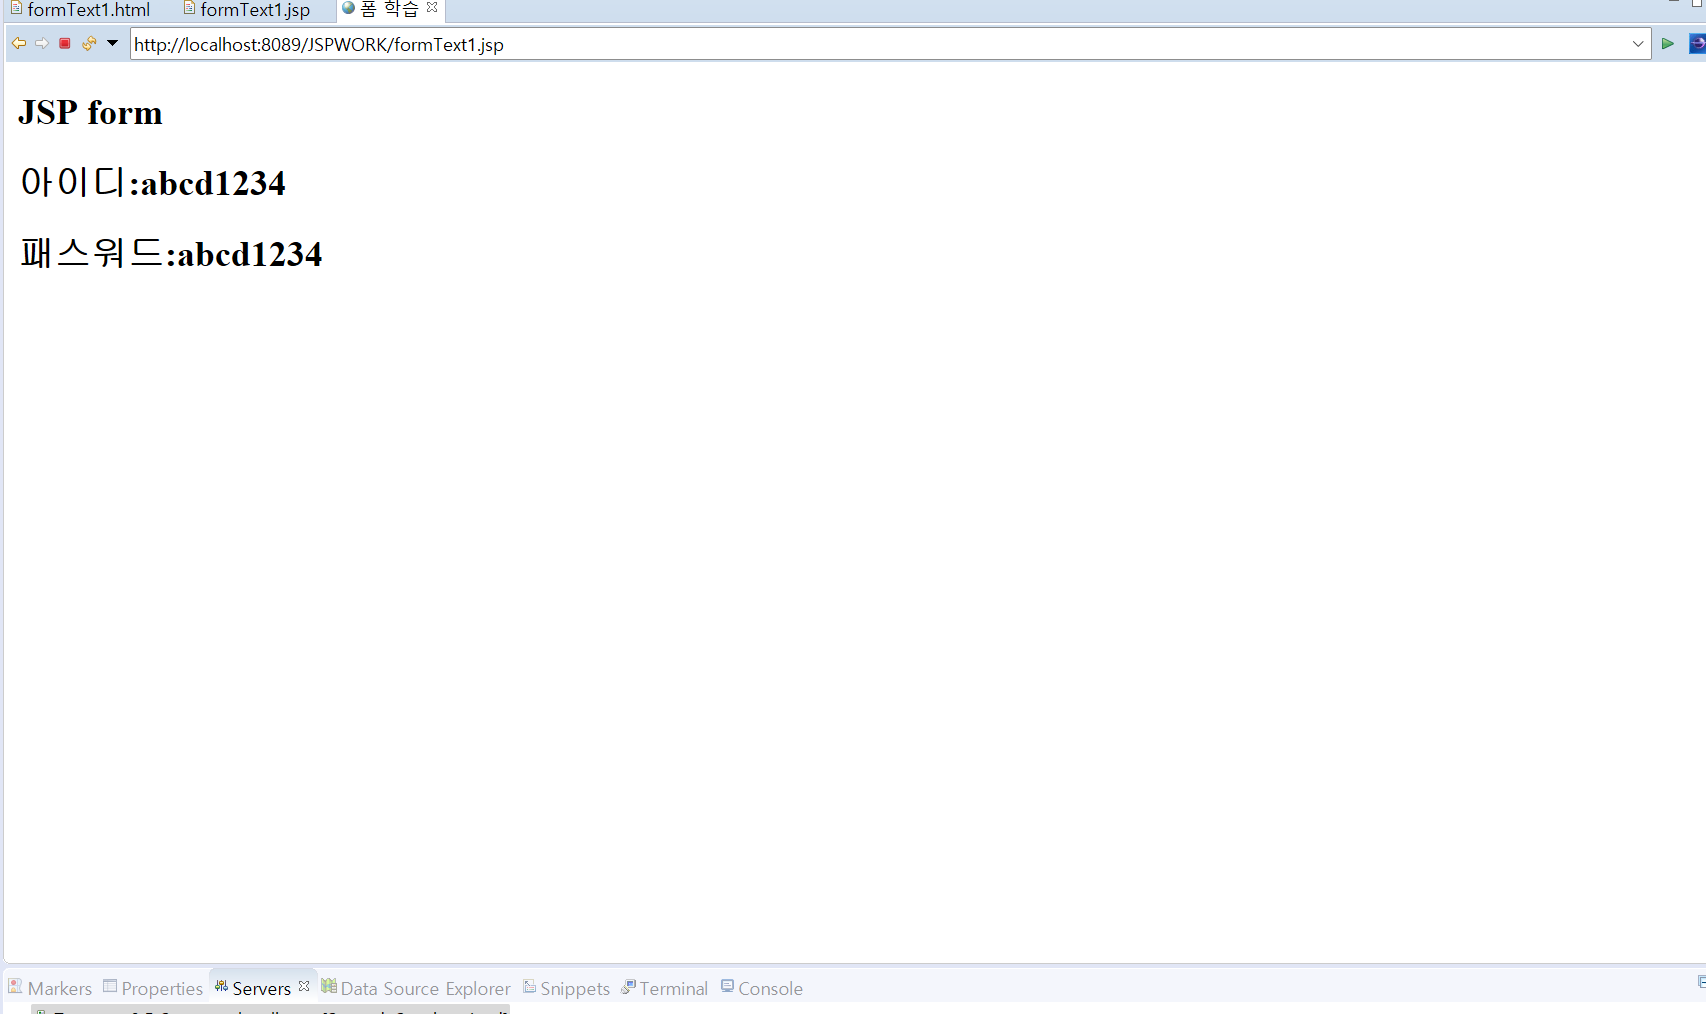 formText1.html formText1.jsp 폼 학습
http://localhost:8089/JSPWORK/formText1.jsp
JSP form
아이디:abcd1234
패스워드:abcd1234
Markers Properties Servers Data Source Explorer Snippets Terminal Console